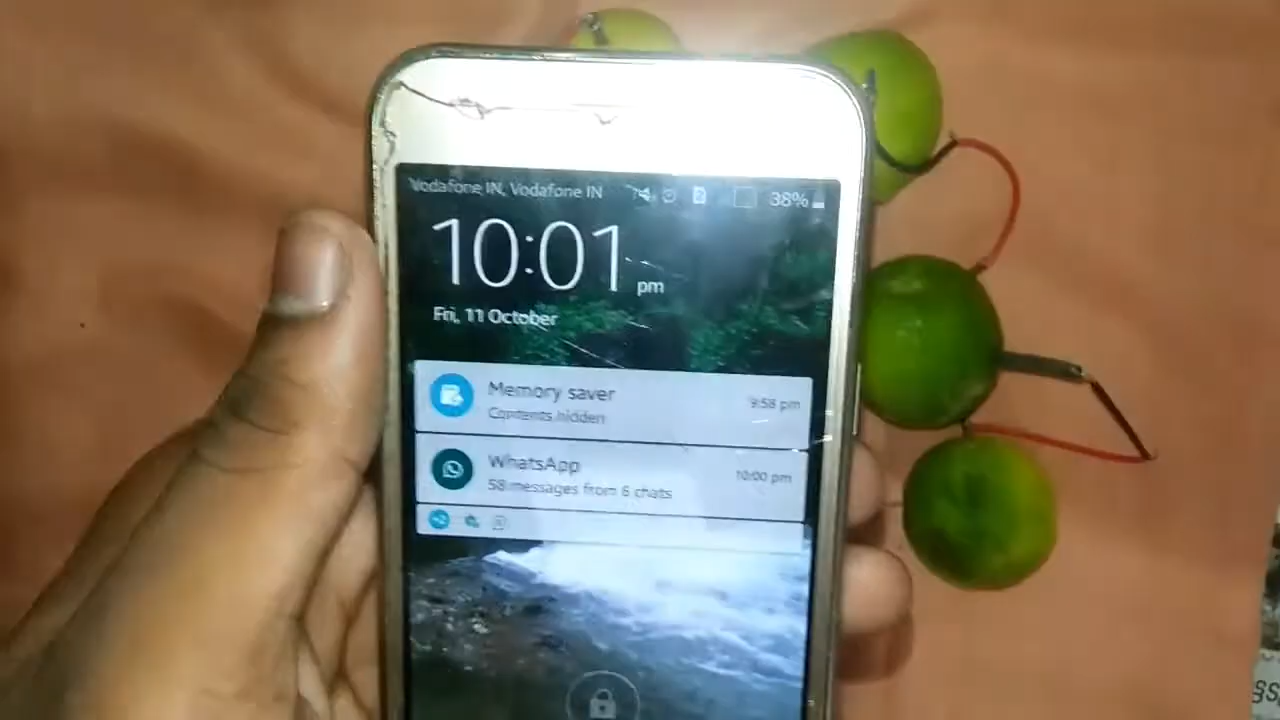 Vodafone IN, Vodafone IN
38%
10:01 pm
Fri, 11 October
Memory saver
9:58 pm
Contents hidden
WhatsApp
10:00 pm
58 messages from 6 chats
+2